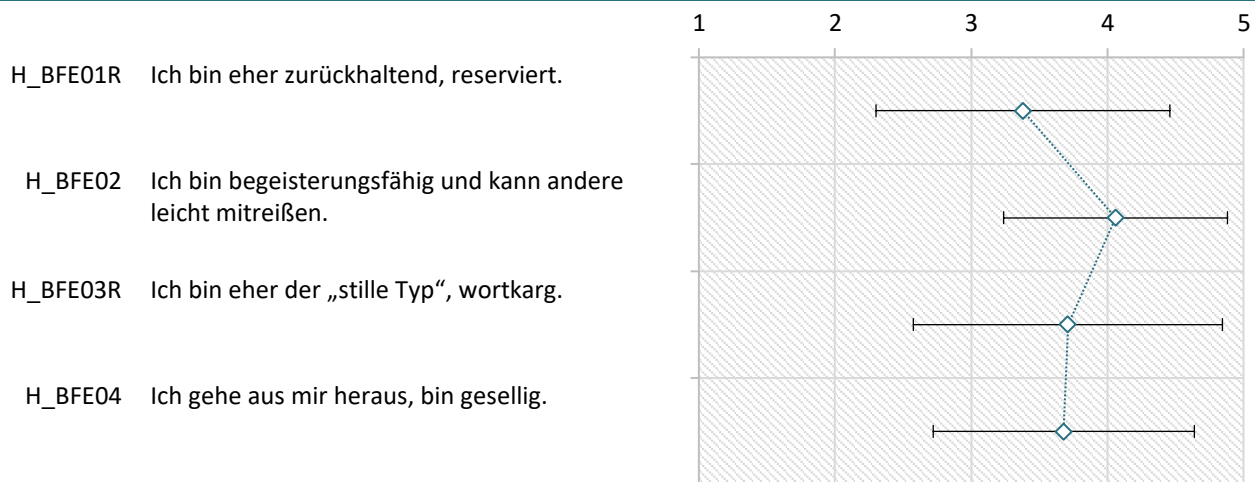 1 2 3 4 5
H_BFE01R Ich bin eher zurückhaltend, reserviert.
H_BFE02 Ich bin begeisterungsfähig und kann andere
leicht mitreißen.
H_BFE03R Ich bin eher der „stille Typ“, wortkarg.
H_BFE04 Ich gehe aus mir heraus, bin gesellig.